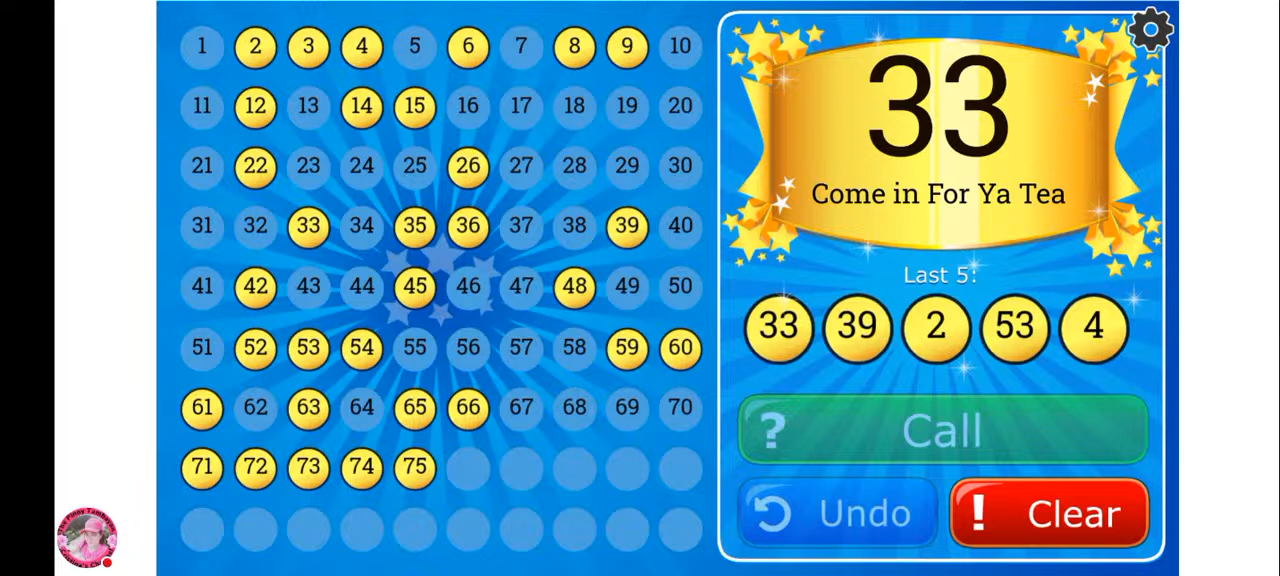 1 2 3 4 5 6 7 8 9 10
11 12 13 14 15 16 17 18 19 20
21 22 23 24 25 26 27 28 29 30
31 32 33 34 35 36 37 38 39 40
41 42 43 44 45 46 47 48 49 50
51 52 53 54 55 56 57 58 59 60
61 62 63 64 65 66 67 68 69 70
71 72 73 74 75
33
Come in For Ya Tea
Last 5:
33 39 2 53 4
? Call
Undo
! Clear